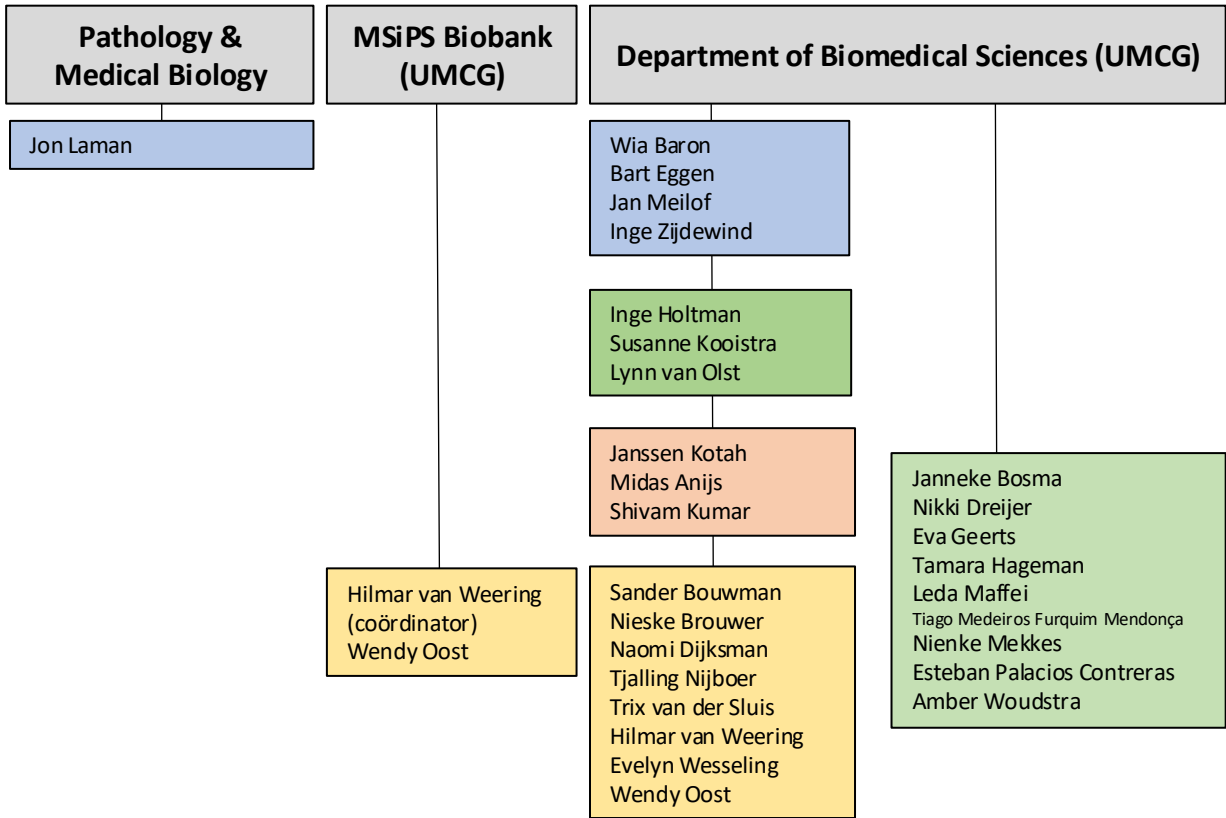 Pathology &
Medical Biology
MSiPS Biobank
(UMCG)
Department of Biomedical Sciences (UMCG)
Jon Laman
Wia Baron
Bart Eggen
Jan Meilof
Inge Zijdewind
Inge Holtman
Susanne Kooistra
Lynn van Olst
Janssen Kotah
Midas Anijs
Shivam Kumar
Janneke Bosma
Nikki Dreijer
Eva Geerts
Tamara Hageman
Leda Maffei
Tiago Medeiros Furquim Mendonça
Nienke Mekkes
Esteban Palacios Contreras
Amber Woudstra
Hilmar van Weering
(coördinator)
Wendy Oost
Sander Bouwman
Nieske Brouwer
Naomi Dijksman
Tjalling Nijboer
Trix van der Sluis
Hilmar van Weering
Evelyn Wesseling
Wendy Oost